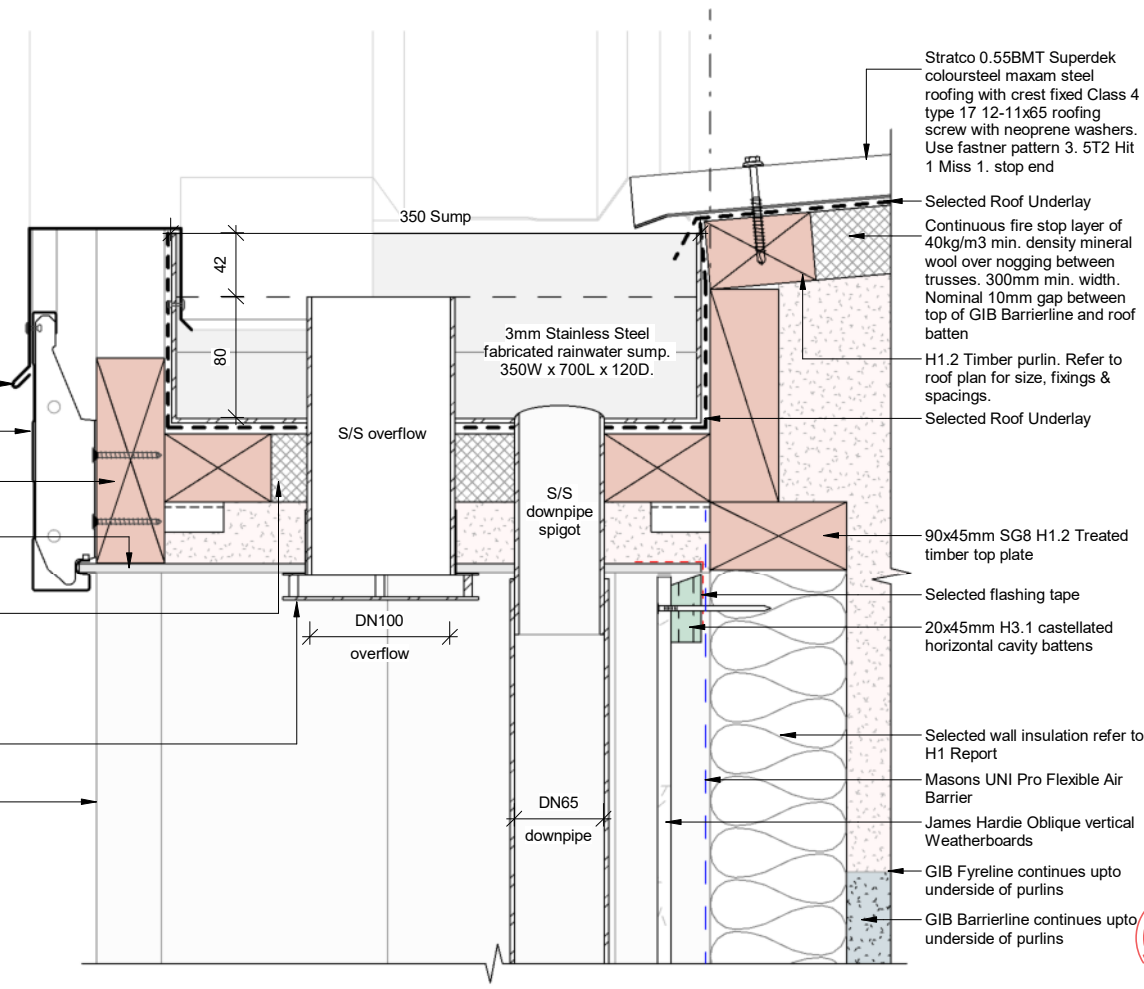 Stratco 0.55BMT Superdek
coloursteel maxam steel
roofing with crest fixed Class 4
type 17 12-11x65 roofing
screw with neoprene washers.
Use fastner pattern 3. 5T2 Hit
1 Miss 1. stop end
Selected Roof Underlay
Continuous fire stop layer of
40kg/m3 min. density mineral
wool over nogging between
trusses. 300mm min. width.
Nominal 10mm gap between
top of GIB Barrierline and roof
batten
H1.2 Timber purlin. Refer to
roof plan for size, fixings &
spacings.
Selected Roof Underlay
90x45mm SG8 H1.2 Treated
timber top plate
Selected flashing tape
20x45mm H3.1 castellated
horizontal cavity battens
Selected wall insulation refer to
H1 Report
Masons UNI Pro Flexible Air
Barrier
James Hardie Oblique vertical
Weatherboards
GIB Fyreline continues upto
underside of purlins
GIB Barrierline continues upto
underside of purlins
350 Sump
42
80
3mm Stainless Steel
fabricated rainwater sump.
350W x 700L x 120D.
S/S overflow
S/S
downpipe
spigot
DN100
overflow
DN65
downpipe